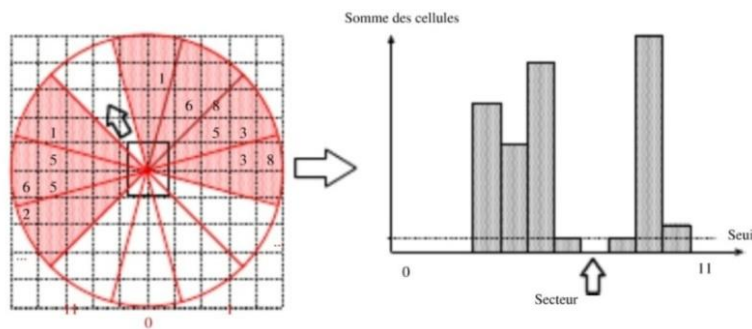 Somme des cellules
1
6 8
1 5 3
5 3 8
6 5
2
...
...
Seui
0 11
Secteur
11 1
0